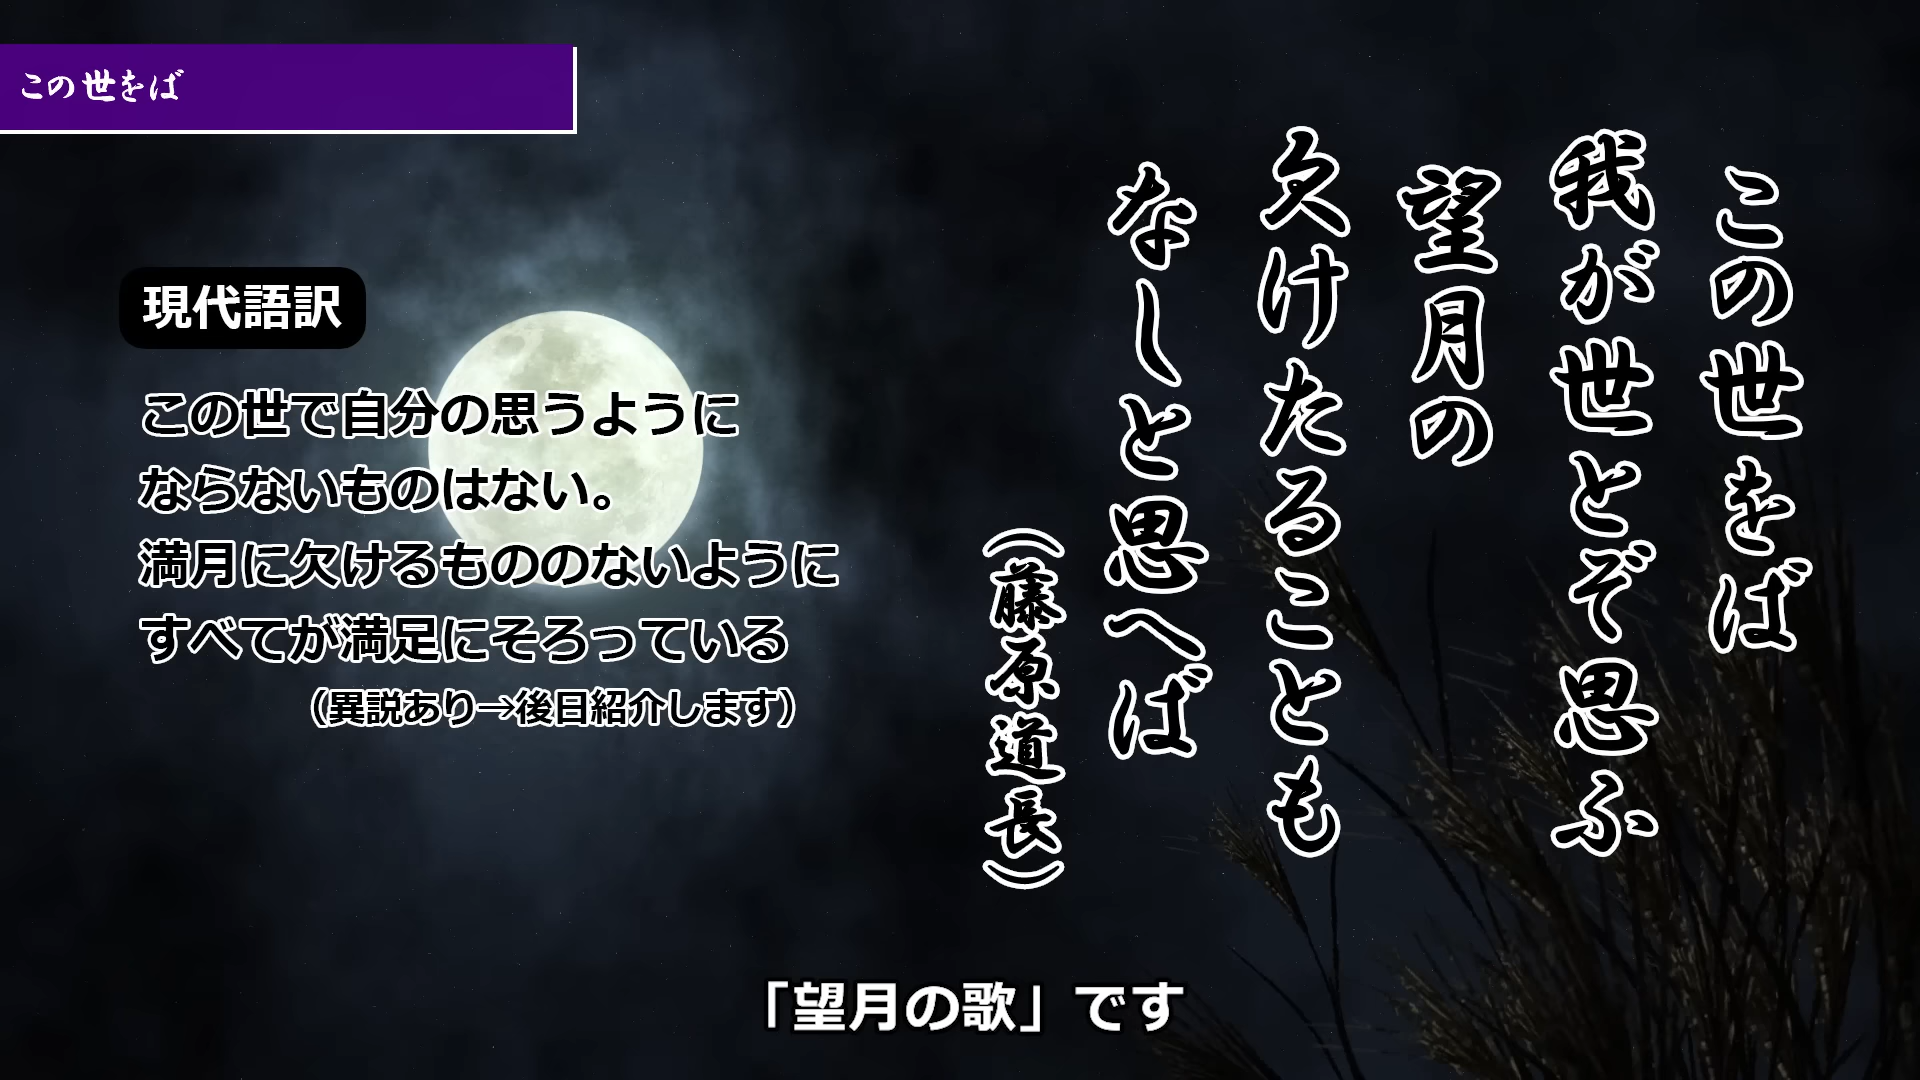 この世をば
この世をば
我が世とぞ思ふ
望月の
欠けたることも
なしと思へば
（藤原道長）
現代語訳
この世で自分の思うように
ならないものはない。
満月に欠けるもののないように
すべてが満足にそろっている
（異説あり→後日紹介します）
「望月の歌」です